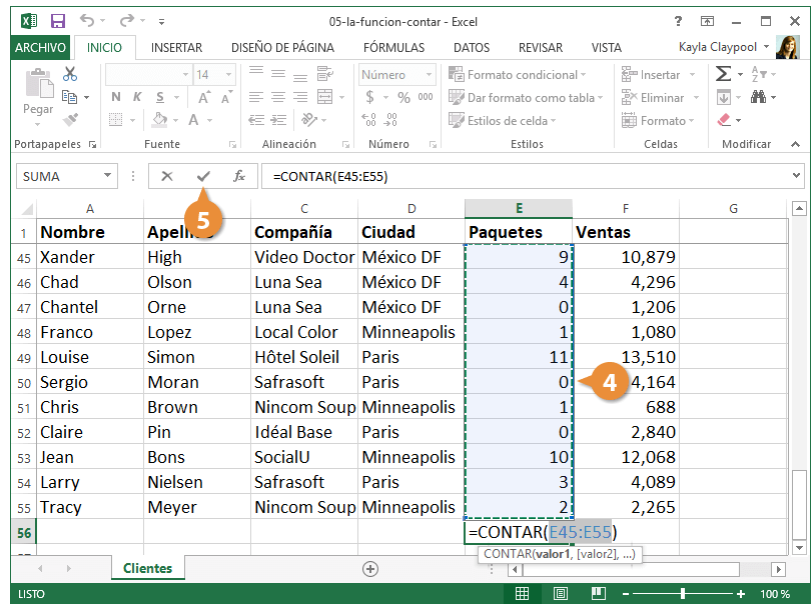 05-la-funcion-contar - Excel
ARCHIVO INICIO INSERTAR DISEÑO DE PÁGINA FÓRMULAS DATOS REVISAR VISTA Kayla Claypool
14 Número Formato condicional Insertar
Pegar N K S A A $ % 000 Dar formato como tabla Eliminar
A Estilos de celda Formato
Portapapeles Fuente Alineación Número Estilos Celdas Modificar
SUMA fx =CONTAR(E45:E55)
5
A C D E F G
1 Nombre Compañía Ciudad Paquetes Ventas
45 Xander High Video Doctor México DF 9 10,879
46 Chad Olson Luna Sea México DF 4 4,296
47 Chantel Orne Luna Sea México DF 0 1,206
48 Franco Lopez Local Color Minneapolis 1 1,080
49 Louise Simon Hôtel Soleil Paris 11 13,510
50 Sergio Moran Safrasoft Paris 0 4 4,164
51 Chris Brown Nincom Soup Minneapolis 1 688
52 Claire Pin Idéal Base Paris 0 2,840
53 Jean Bons SocialU Minneapolis 10 12,068
54 Larry Nielsen Safrasoft Paris 3 4,089
55 Tracy Meyer Nincom Soup Minneapolis 2 2,265
56 =CONTAR(E45:E55)
CONTAR(valor1, [valor2], ...)
Clientes
LISTO 100 %